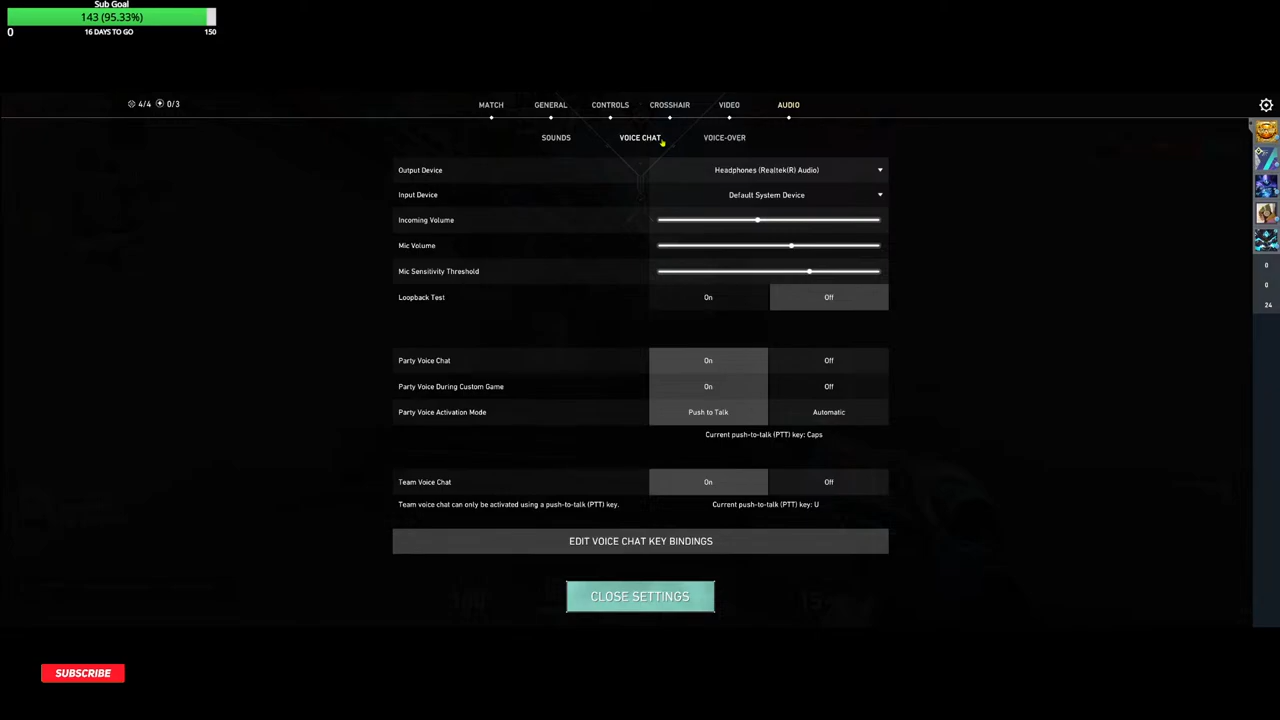 Sub Goal
143 (95.33%)
0 16 DAYS TO GO 150
4/4 0/3
MATCH GENERAL CONTROLS CROSSHAIR VIDEO AUDIO
SOUNDS VOICE CHAT VOICE-OVER
Output Device Headphones (Realtek(R) Audio)
Input Device Default System Device
Incoming Volume
Mic Volume
Mic Sensitivity Threshold
0
0
Loopback Test On Off
24
Party Voice Chat On Off
Party Voice During Custom Game On Off
Party Voice Activation Mode Push to Talk Automatic
Current push-to-talk (PTT) key: Caps
Team Voice Chat On Off
Team voice chat can only be activated using a push-to-talk (PTT) key. Current push-to-talk (PTT) key: U
EDIT VOICE CHAT KEY BINDINGS
CLOSE SETTINGS
SUBSCRIBE